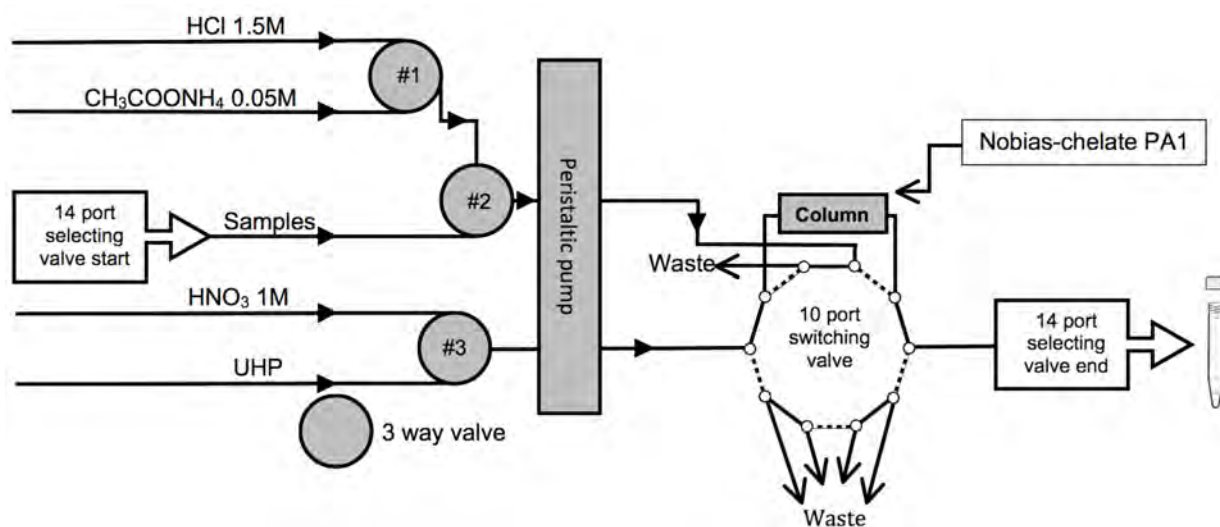 HCl 1.5M
#1
CH₃COONH₄ 0.05M
Nobias-chelate PA1
14 port
selecting
valve start
Samples
#2
Peristaltic pump
Column
Waste
HNO₃ 1M
10 port
switching
valve
14 port
selecting
valve end
#3
UHP
3 way valve
Waste